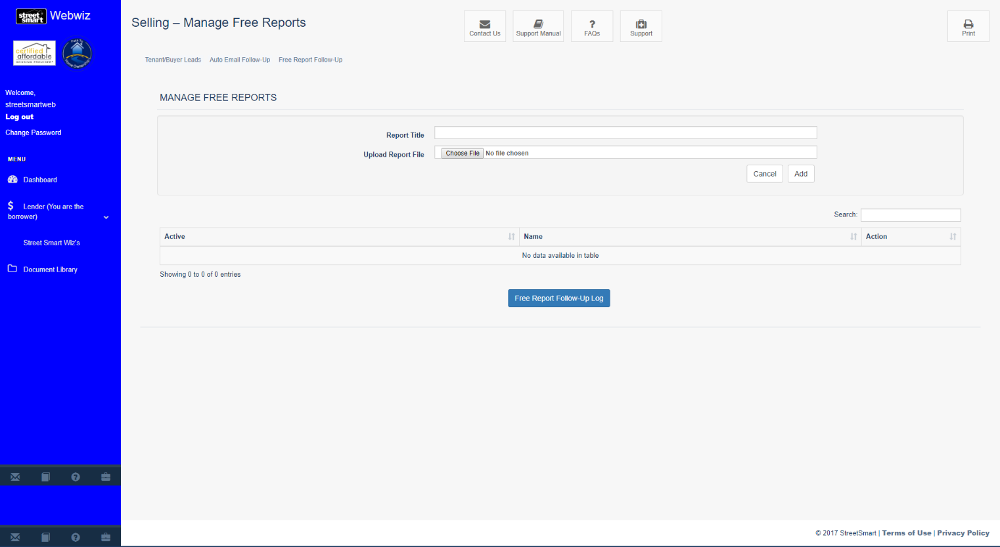 street smart Webwiz
certified
affordable
HOUSING PROVIDER
Path To
Home Ownership
Welcome,
streetsmartweb
Log out
Change Password
MENU
Dashboard
$ Lender (You are the
borrower)
Street Smart Wiz's
Document Library
Selling – Manage Free Reports
Contact Us
Support Manual
? FAQs
Support
Print
Tenant/Buyer Leads Auto Email Follow-Up Free Report Follow-Up
MANAGE FREE REPORTS
Report Title
Upload Report File Choose File No file chosen
Cancel Add
Search:
Active Name Action
No data available in table
Showing 0 to 0 of 0 entries
Free Report Follow-Up Log
© 2017 StreetSmart | Terms of Use | Privacy Policy